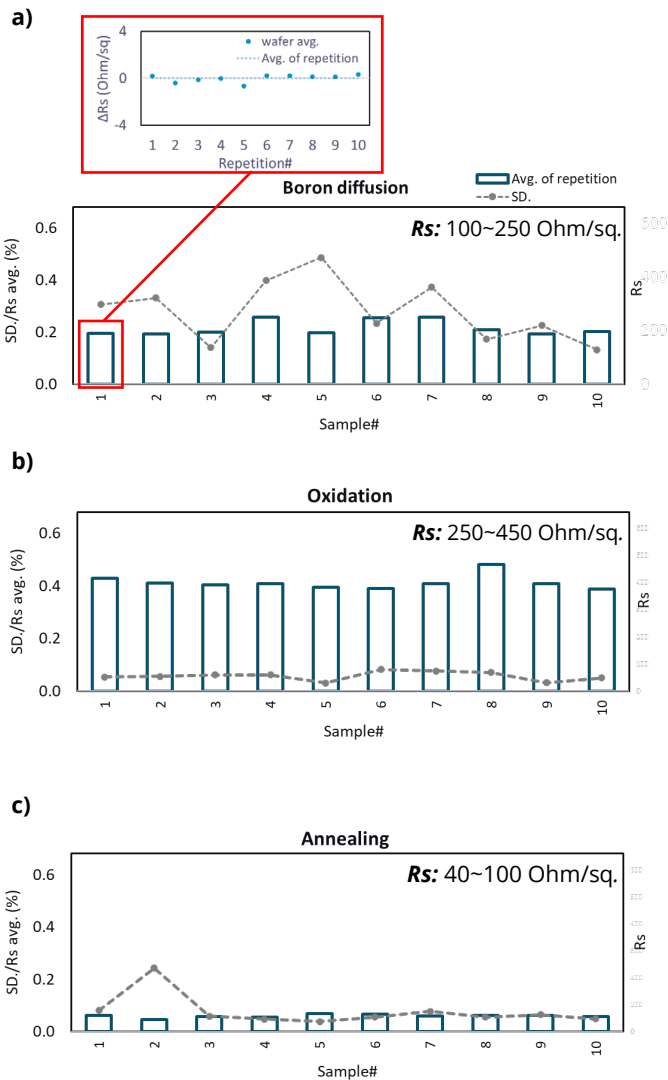 a)
4
0
-4
ΔRs (Ohm/sq)
wafer avg.
Avg. of repetition
1 2 3 4 5 6 7 8 9 10
Repetition#
Boron diffusion
Avg. of repetition
SD.
Rs: 100~250 Ohm/sq.
SD./Rs avg. (%)
0.6
0.4
0.2
0.0
Rs
500
400
200
0
1 2 3 4 5 6 7 8 9 10
Sample#
b)
Oxidation
Rs: 250~450 Ohm/sq.
SD./Rs avg. (%)
0.6
0.4
0.2
0.0
Rs
1 2 3 4 5 6 7 8 9 10
Sample#
c)
Annealing
Rs: 40~100 Ohm/sq.
SD./Rs avg. (%)
0.6
0.4
0.2
0.0
Rs
1 2 3 4 5 6 7 8 9 10
Sample#